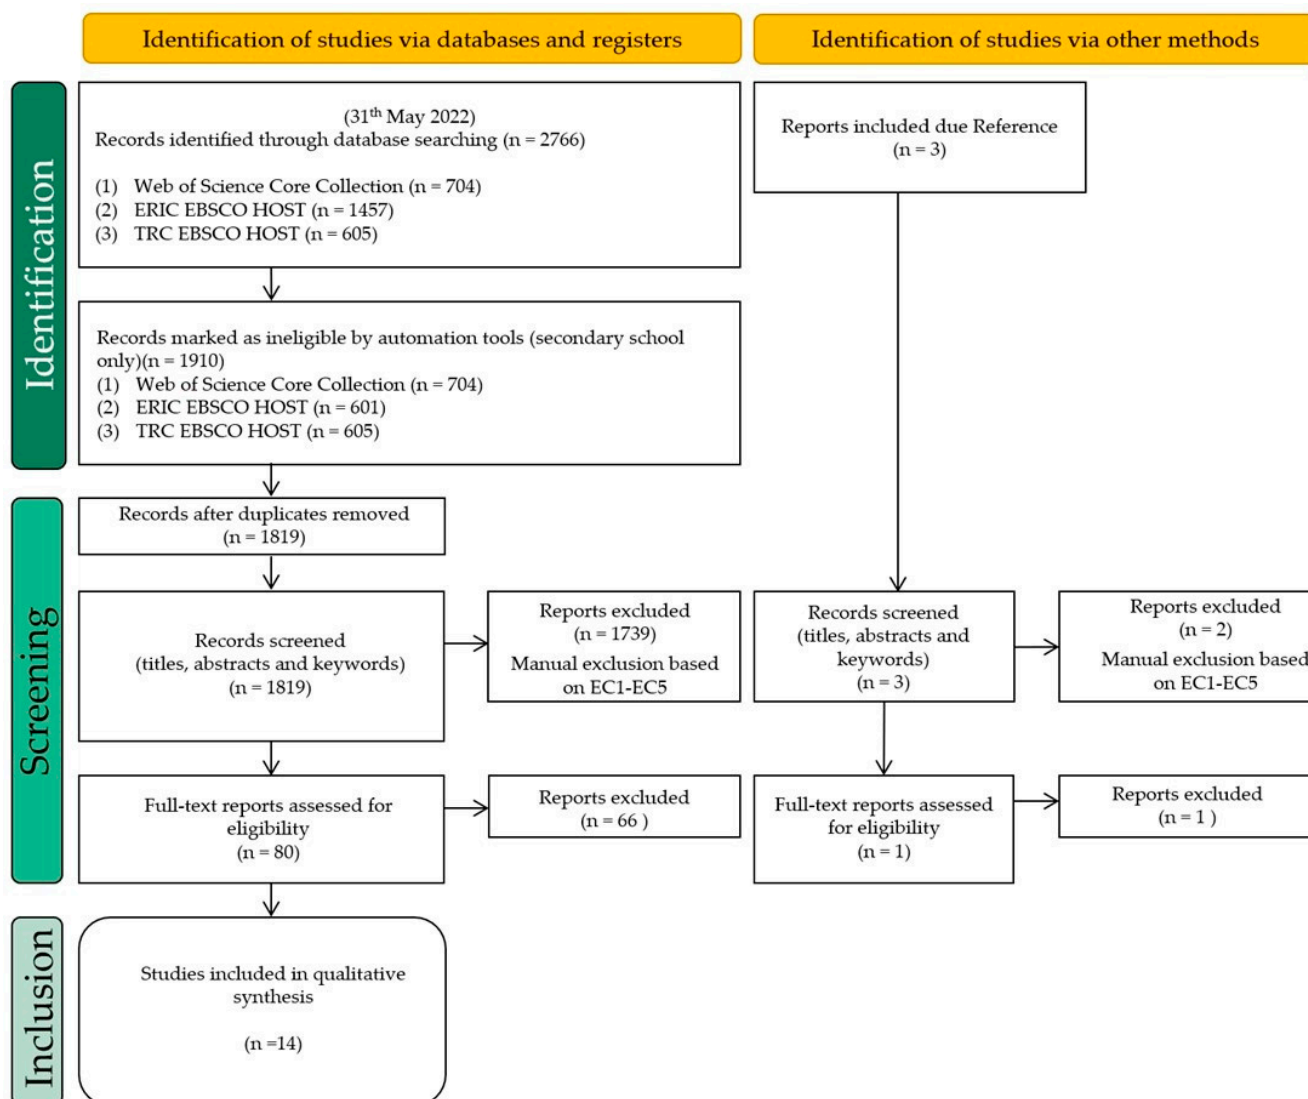 Identification of studies via databases and registers
Identification of studies via other methods
Identification
(31th May 2022)
Records identified through database searching (n = 2766)
(1) Web of Science Core Collection (n = 704)
(2) ERIC EBSCO HOST (n = 1457)
(3) TRC EBSCO HOST (n = 605)
Reports included due Reference
(n = 3)
Records marked as ineligible by automation tools (secondary school
only)(n = 1910)
(1) Web of Science Core Collection (n = 704)
(2) ERIC EBSCO HOST (n = 601)
(3) TRC EBSCO HOST (n = 605)
Screening
Records after duplicates removed
(n = 1819)
Records screened
(titles, abstracts and keywords)
(n = 1819)
Reports excluded
(n = 1739)
Manual exclusion based
on EC1-EC5
Records screened
(titles, abstracts and
keywords)
(n = 3)
Reports excluded
(n = 2)
Manual exclusion based
on EC1-EC5
Full-text reports assessed for
eligibility
(n = 80)
Reports excluded
(n = 66 )
Full-text reports assessed
for eligibility
(n = 1)
Reports excluded
(n = 1 )
Inclusion
Studies included in qualitative
synthesis
(n =14)